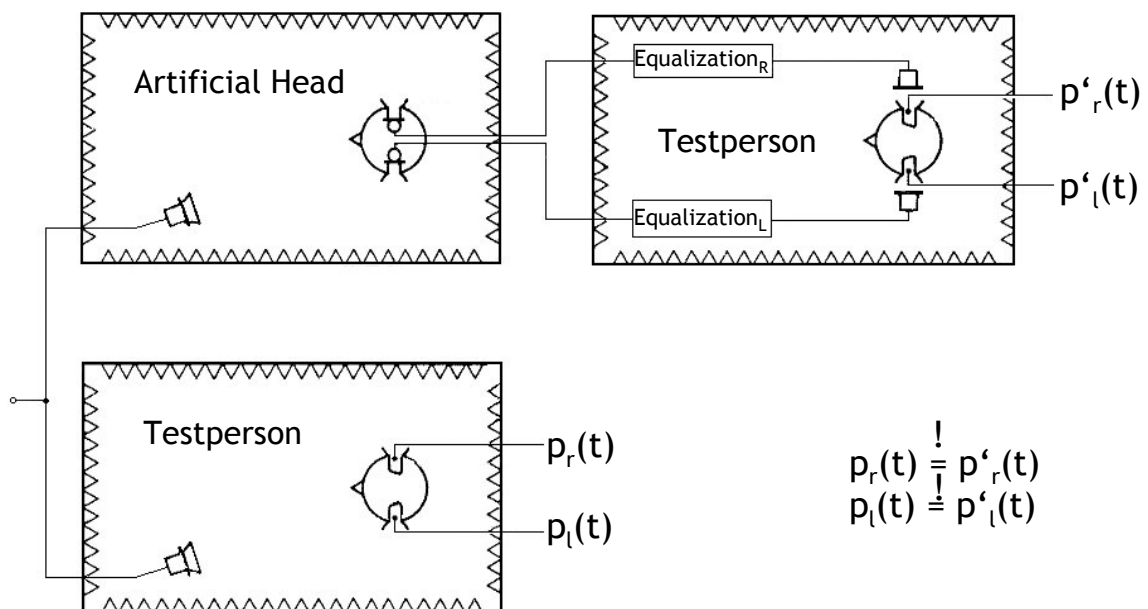 Artificial Head
Equalization_R
Testperson
Equalization_L
p‘_r(t)
p‘_l(t)
Testperson
p_r(t)
p_l(t)
!
p_r(t) = p‘_r(t)
!
p_l(t) = p‘_l(t)